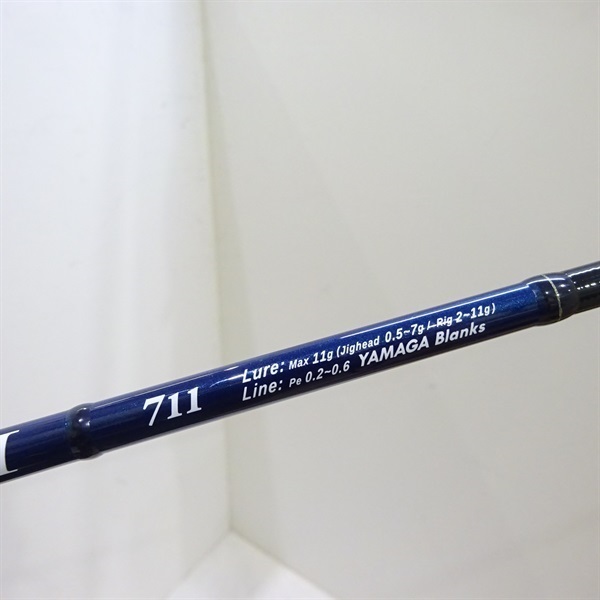 711
Lure: Max 11g (Jighead 0.5~7g / Rig 2~11g)
Line: Pe 0.2~0.6 YAMAGA Blanks